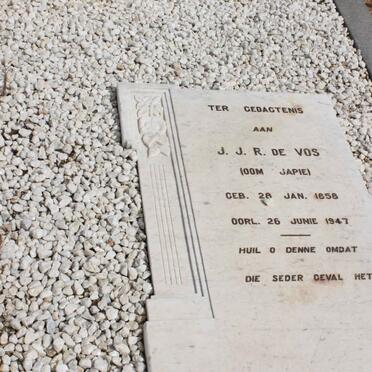 TER GEDAGTENIS
AAN
J. J. R. DE VOS
(OOM JAPIE)
GEB. 28 JAN. 1858
OORL. 26 JUNIE 1947
HUIL O DENNE OMDAT
DIE SEDER GEVAL HET